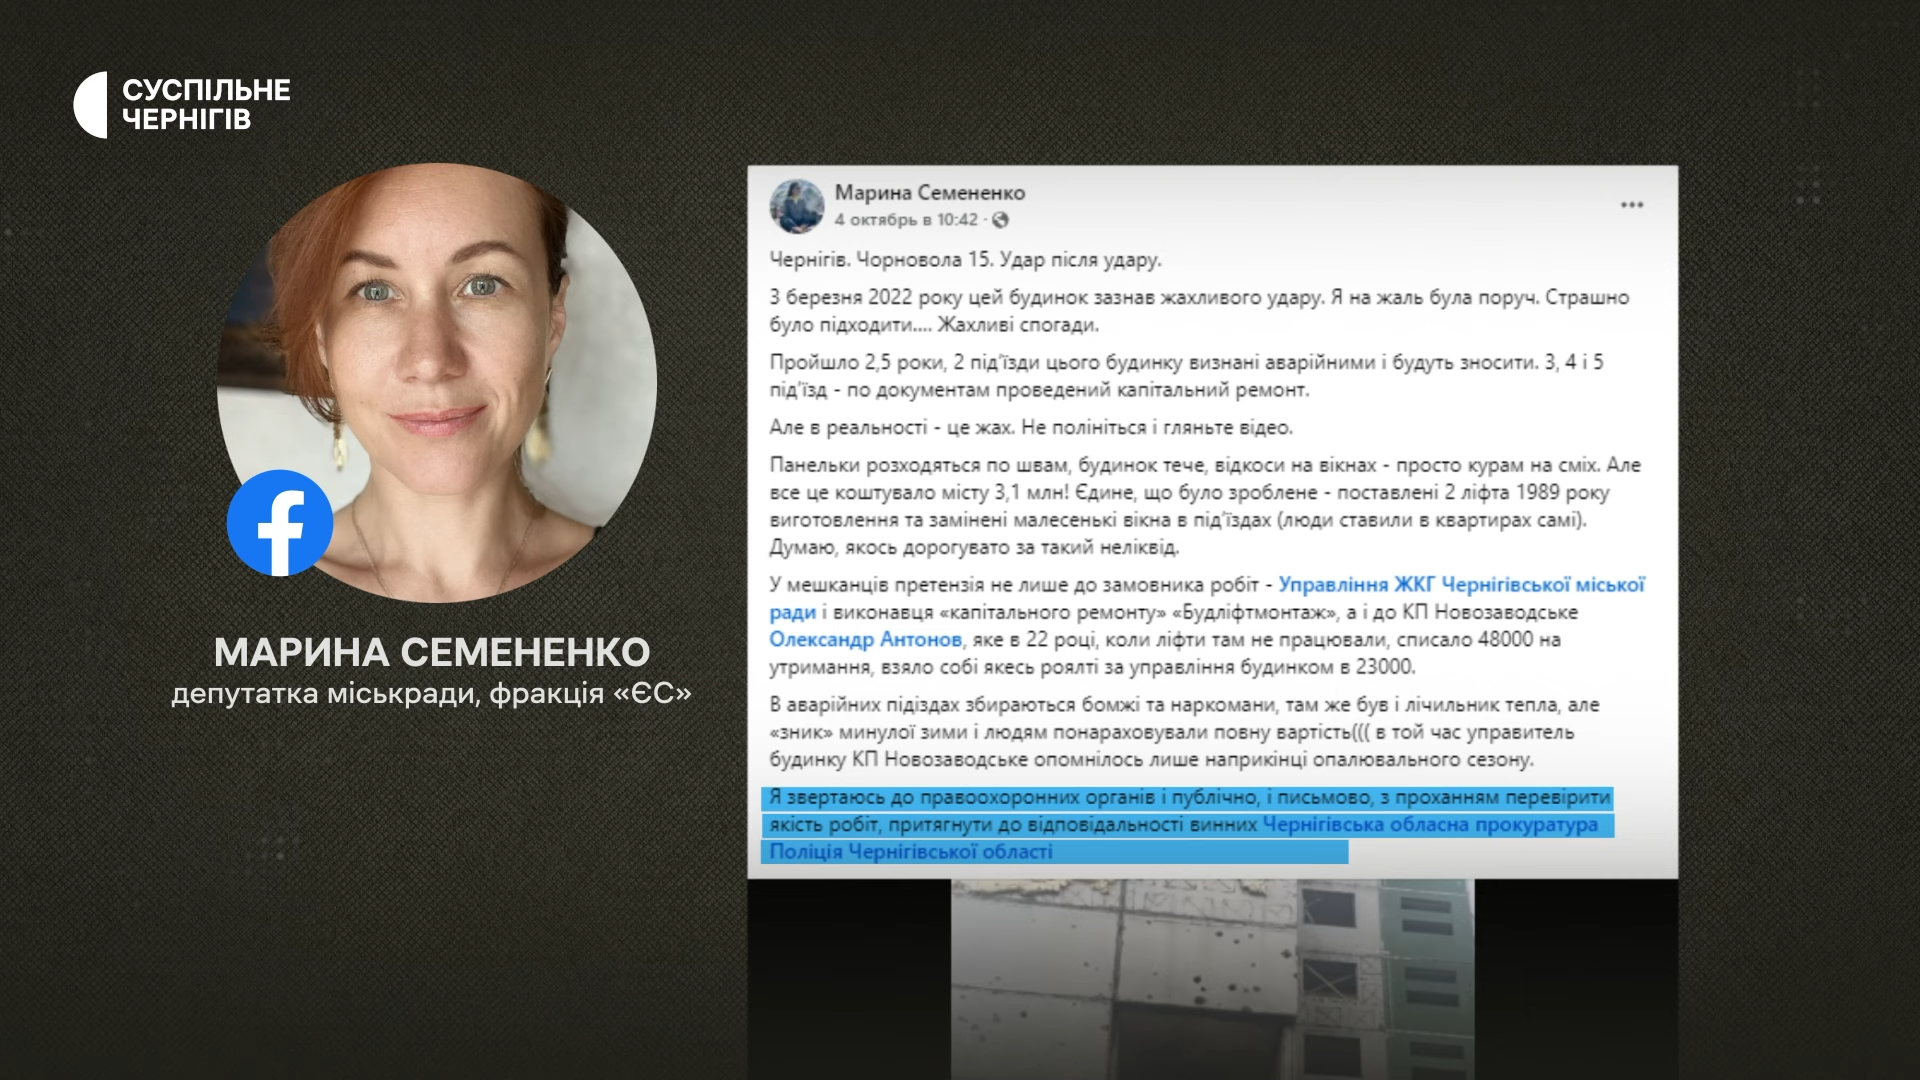 СУСПІЛЬНЕ
ЧЕРНІГІВ
МАРИНА СЕМЕНЕНКО
депутатка міськради, фракція «ЄС»
Марина Семененко
4 октябрь в 10:42 ·
Чернігів. Чорновола 15. Удар після удару.
3 березня 2022 року цей будинок зазнав жахливого удару. Я на жаль була поруч. Страшно
було підходити.... Жахливі спогади.
Пройшло 2,5 роки, 2 під'їзди цього будинку визнані аварійними і будуть зносити. 3, 4 і 5
під'їзд - по документам проведений капітальний ремонт.
Але в реальності - це жах. Не полініться і гляньте відео.
Панельки розходяться по швам, будинок тече, відкоси на вікнах - просто курам на сміх. Але
все це коштувало місту 3,1 млн! Єдине, що було зроблене - поставлені 2 ліфта 1989 року
виготовлення та замінені малесенькі вікна в під'їздах (люди ставили в квартирах самі).
Думаю, якось дорогувато за такий неліквід.
У мешканців претензія не лише до замовника робіт - Управління ЖКГ Чернігівської міської
ради і виконавця «капітального ремонту» «Будліфтмонтаж», а і до КП Новозаводське
Олександр Антонов, яке в 22 році, коли ліфти там не працювали, списало 48000 на
утримання, взяло собі якесь роялті за управління будинком в 23000.
В аварійних підіздах збираються бомжі та наркомани, там же був і лічильник тепла, але
«зник» минулої зими і людям понараховували повну вартість((( в той час управитель
будинку КП Новозаводське опомнілось лише наприкінці опалювального сезону.
Я звертаюсь до правоохоронних органів і публічно, і письмово, з проханням перевірити
якість робіт, притягнути до відповідальності винних Чернігівська обласна прокуратура
Поліція Чернігівської області